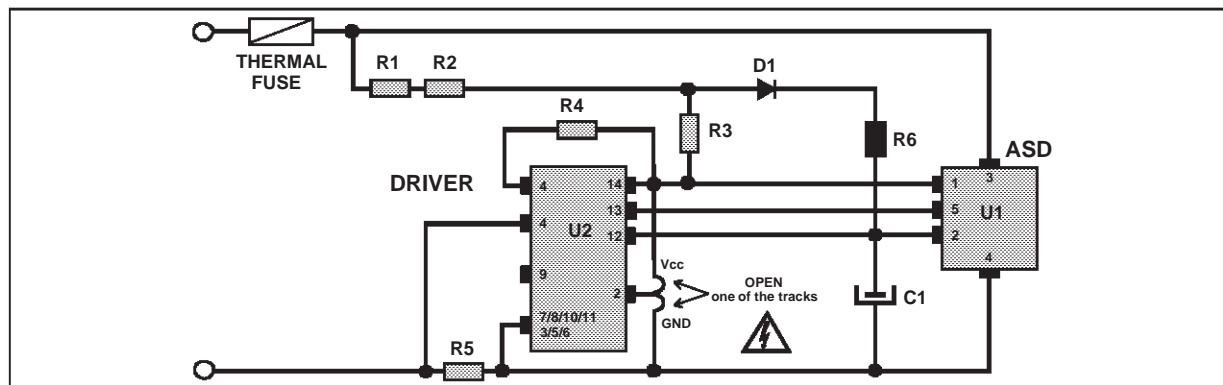 THERMAL
FUSE
R1
R2
D1
R4
R3
R6
ASD
DRIVER
4
14
1
3
13
5
U1
4
U2
12
2
4
9
Vcc
OPEN
one of the tracks
2
GND
C1
7/8/10/11
3/5/6
R5